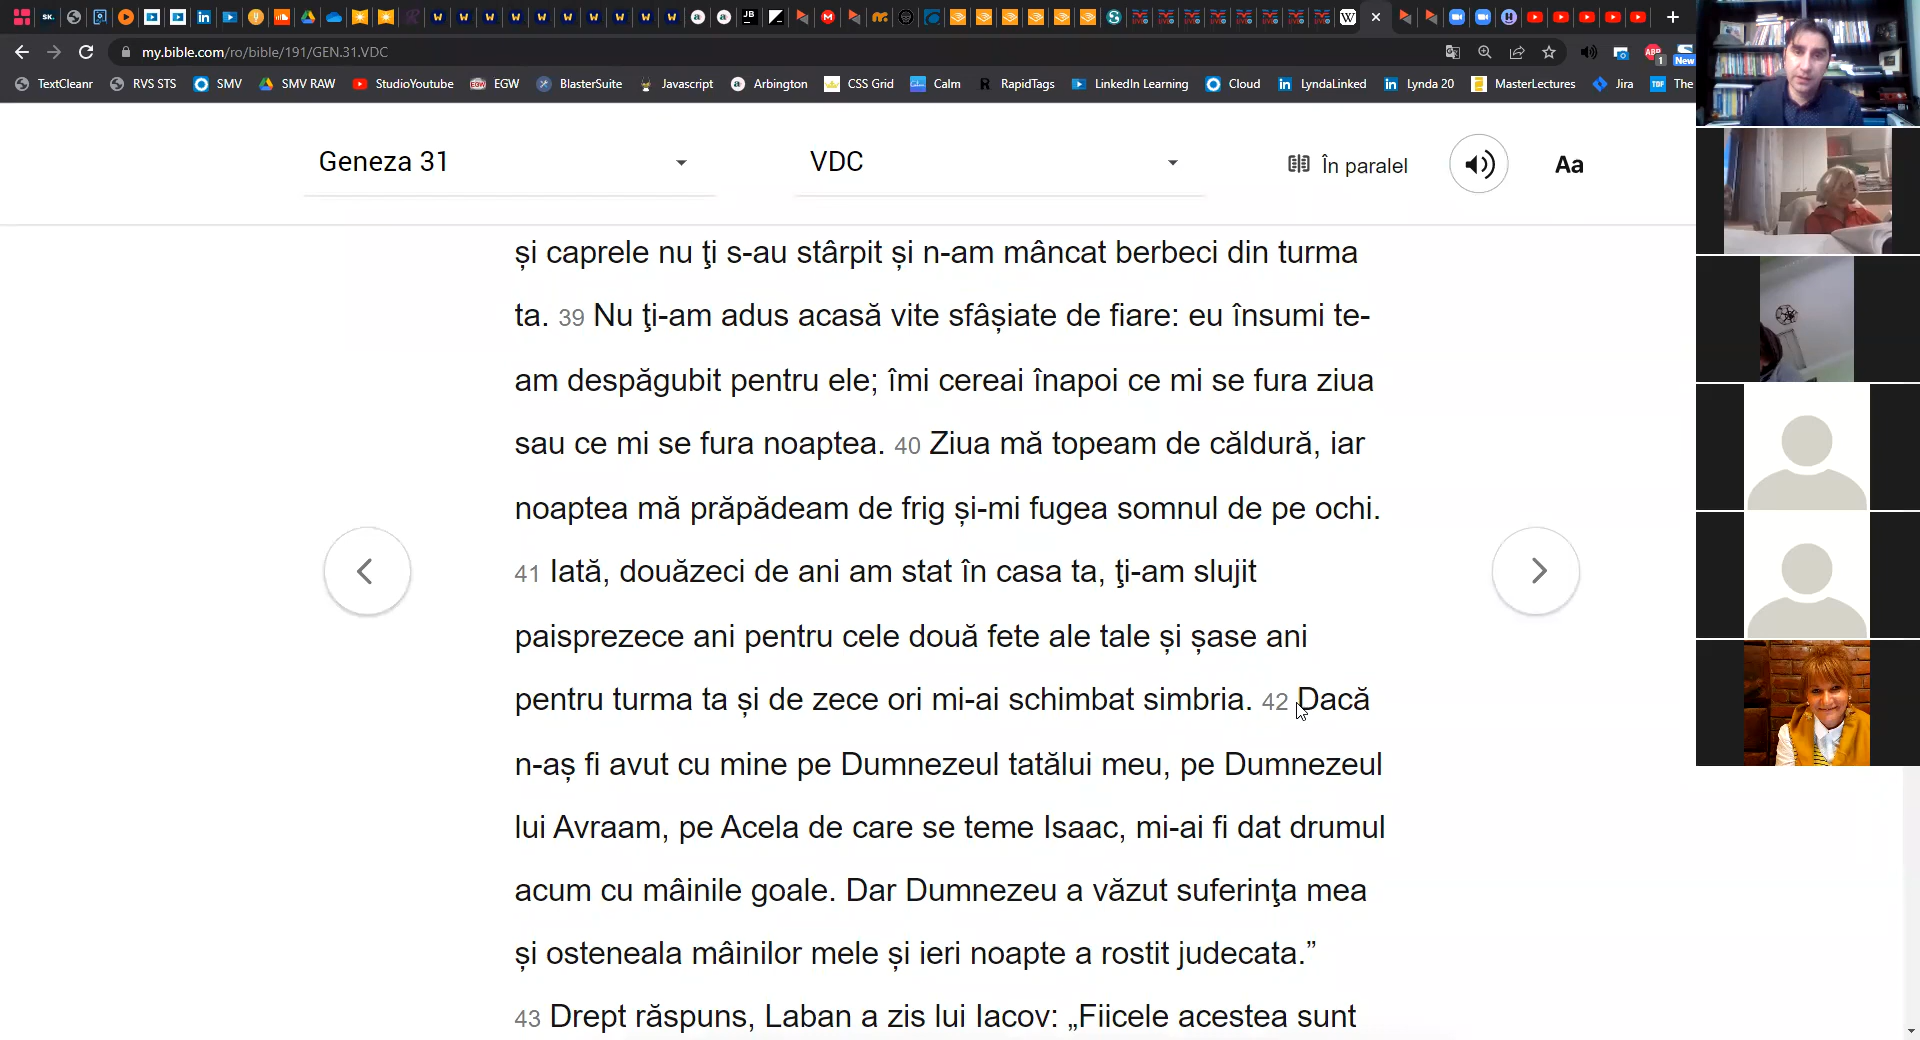 my.bible.com/ro/bible/191/GEN.31.VDC
New
TextCleanr RVS STS SMV SMV RAW StudioYoutube EGW BlasterSuite Javascript Arbington CSS Grid Calm RapidTags LinkedIn Learning Cloud LyndaLinked Lynda 20 MasterLectures Jira The
Geneza 31 VDC În paralel Aa
și caprele nu ţi s-au stârpit și n-am mâncat berbeci din turma
ta. 39 Nu ţi-am adus acasă vite sfâșiate de fiare: eu însumi te-
am despăgubit pentru ele; îmi cereai înapoi ce mi se fura ziua
sau ce mi se fura noaptea. 40 Ziua mă topeam de căldură, iar
noaptea mă prăpădeam de frig și-mi fugea somnul de pe ochi.
41 Iată, douăzeci de ani am stat în casa ta, ţi-am slujit
paisprezece ani pentru cele două fete ale tale și șase ani
pentru turma ta și de zece ori mi-ai schimbat simbria. 42 Dacă
n-aș fi avut cu mine pe Dumnezeul tatălui meu, pe Dumnezeul
lui Avraam, pe Acela de care se teme Isaac, mi-ai fi dat drumul
acum cu mâinile goale. Dar Dumnezeu a văzut suferinţa mea
și osteneala mâinilor mele și ieri noapte a rostit judecata.”
43 Drept răspuns, Laban a zis lui Iacov: „Fiicele acestea sunt